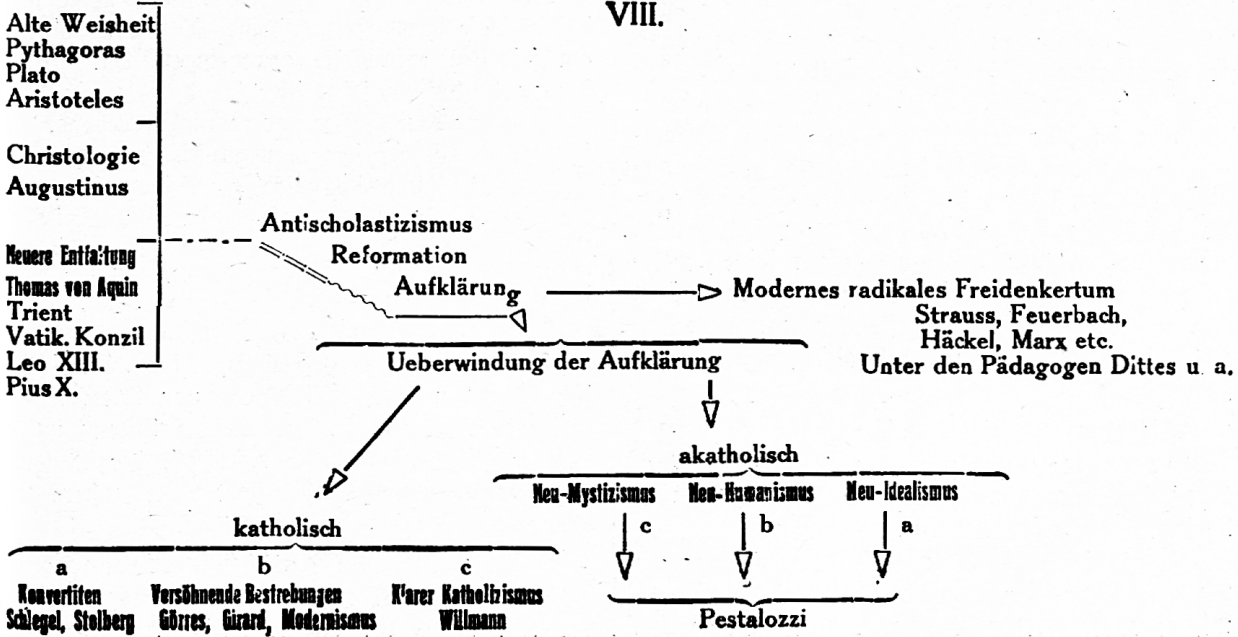 VIII.
Alte Weisheit
Pythagoras
Plato
Aristoteles
Christologie
Augustinus
Neuere Entfaltung
Thomas von Aquin
Trient
Vatik. Konzil
Leo XIII.
Pius X.
Antischolastizismus
Reformation
Aufklärung
Modernes radikales Freidenkertum
Strauss, Feuerbach,
Häckel, Marx etc.
Unter den Pädagogen Dittes u. a.
Ueberwindung der Aufklärung
akatholisch
Neu-Mystizismus Neu-Humanismus Neu-Idealismus
c b a
Pestalozzi
katholisch
a b c
Konvertiten Versöhnende Bestrebungen Klarer Katholizismus
Schlegel, Stolberg Görres, Girard, Modernismus Willmann